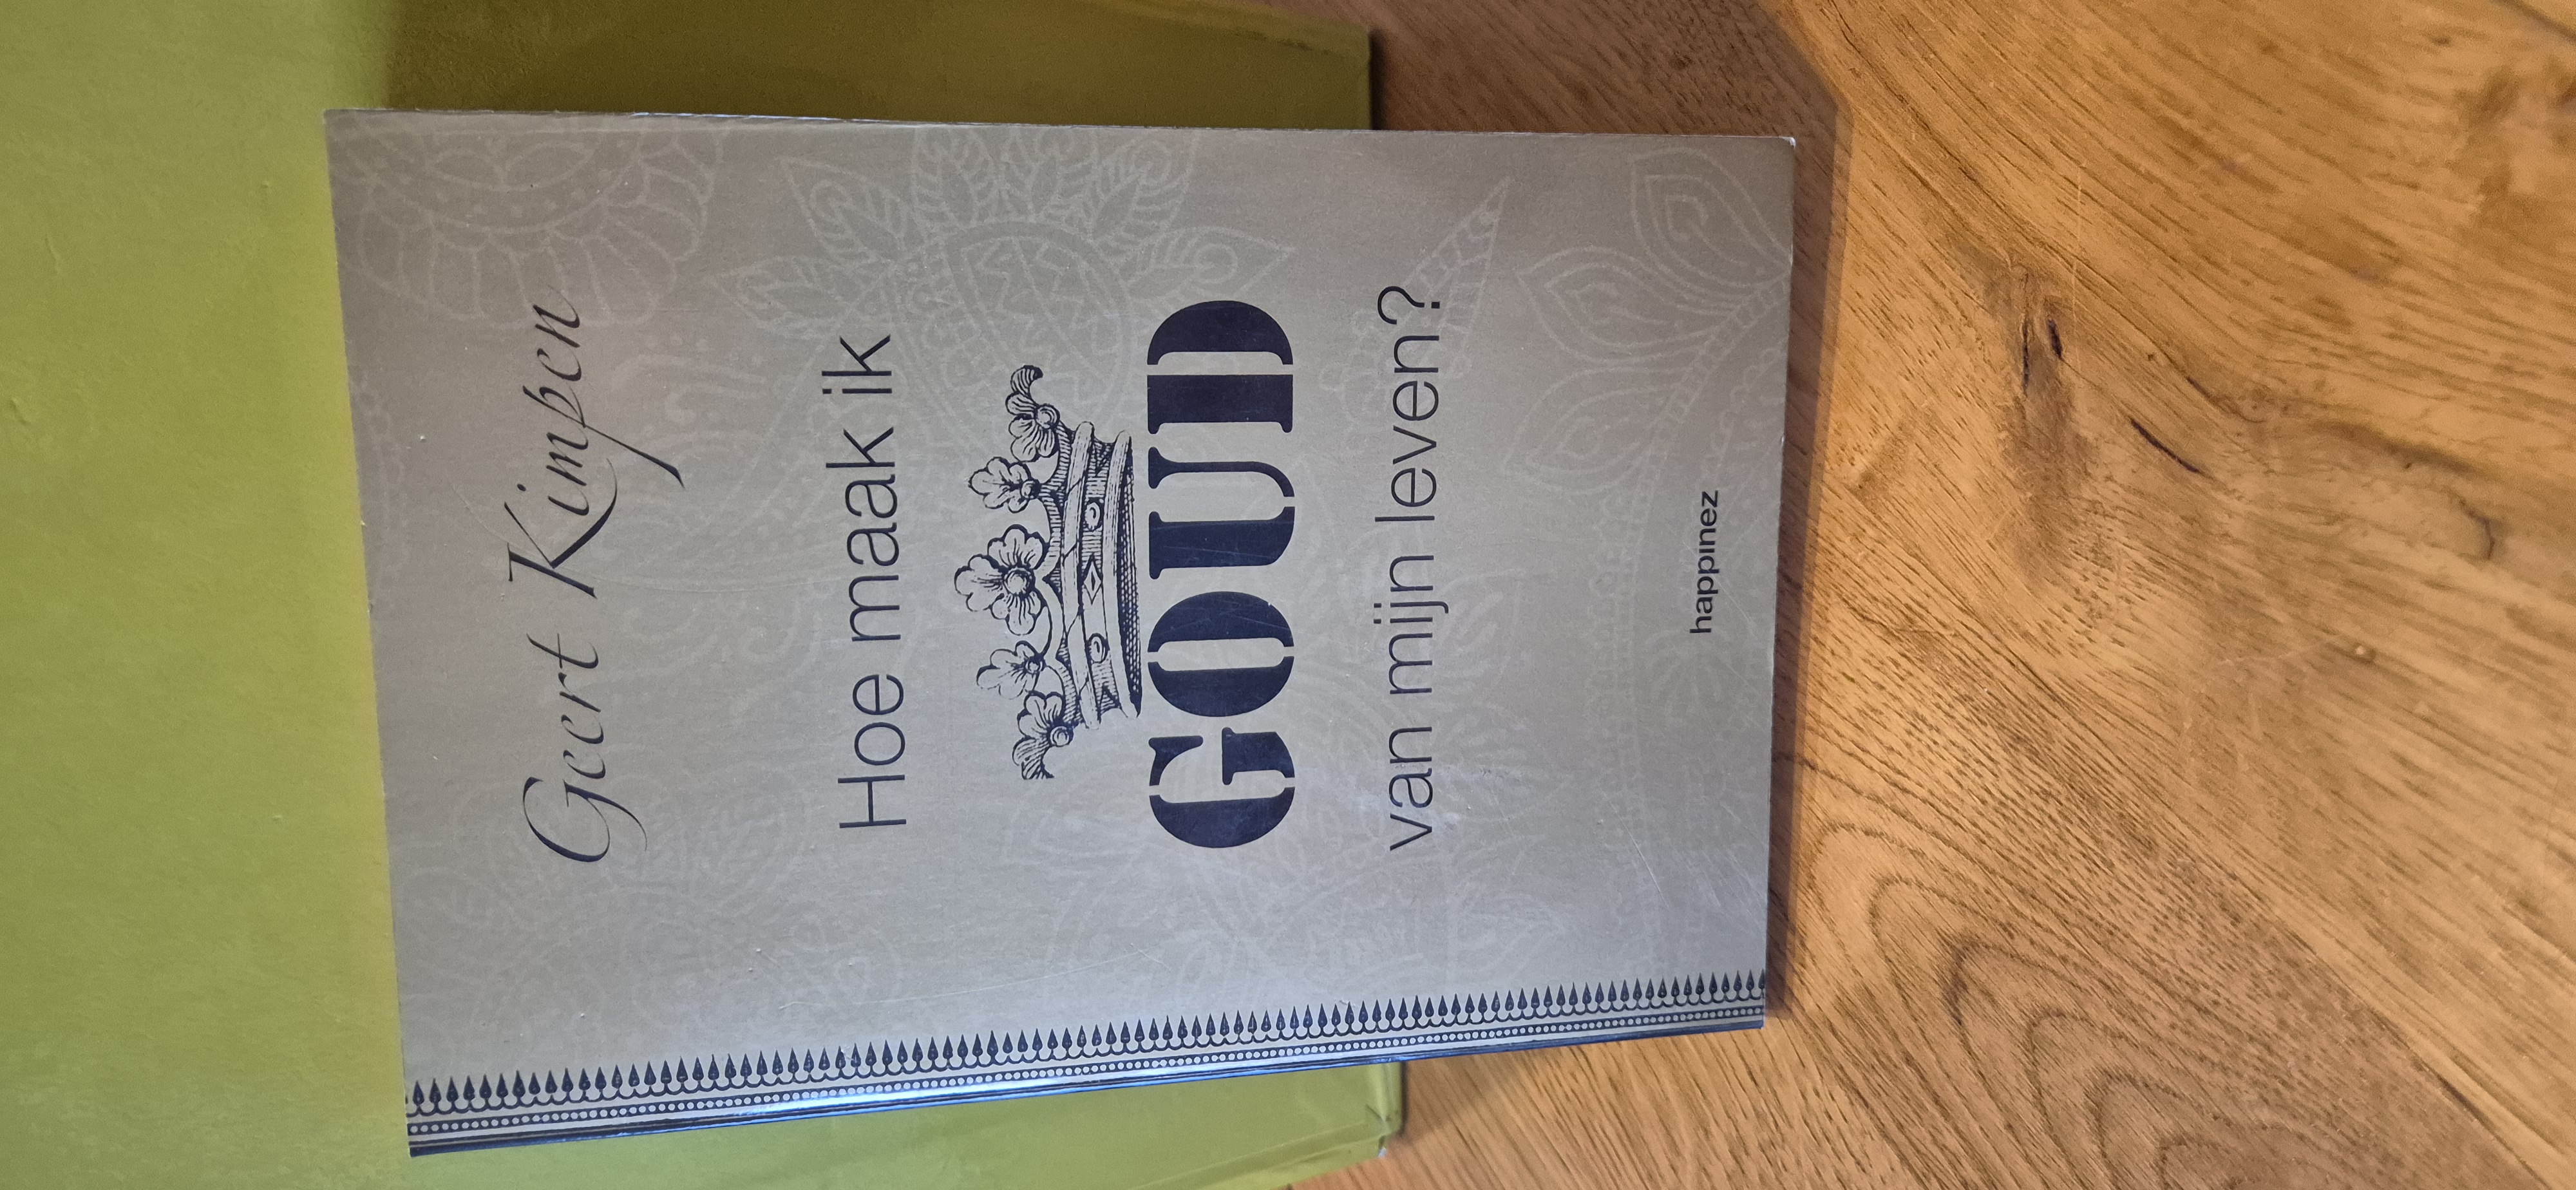 Geert Kimpen
Hoe maak ik
GOUD
van mijn leven?
happinez